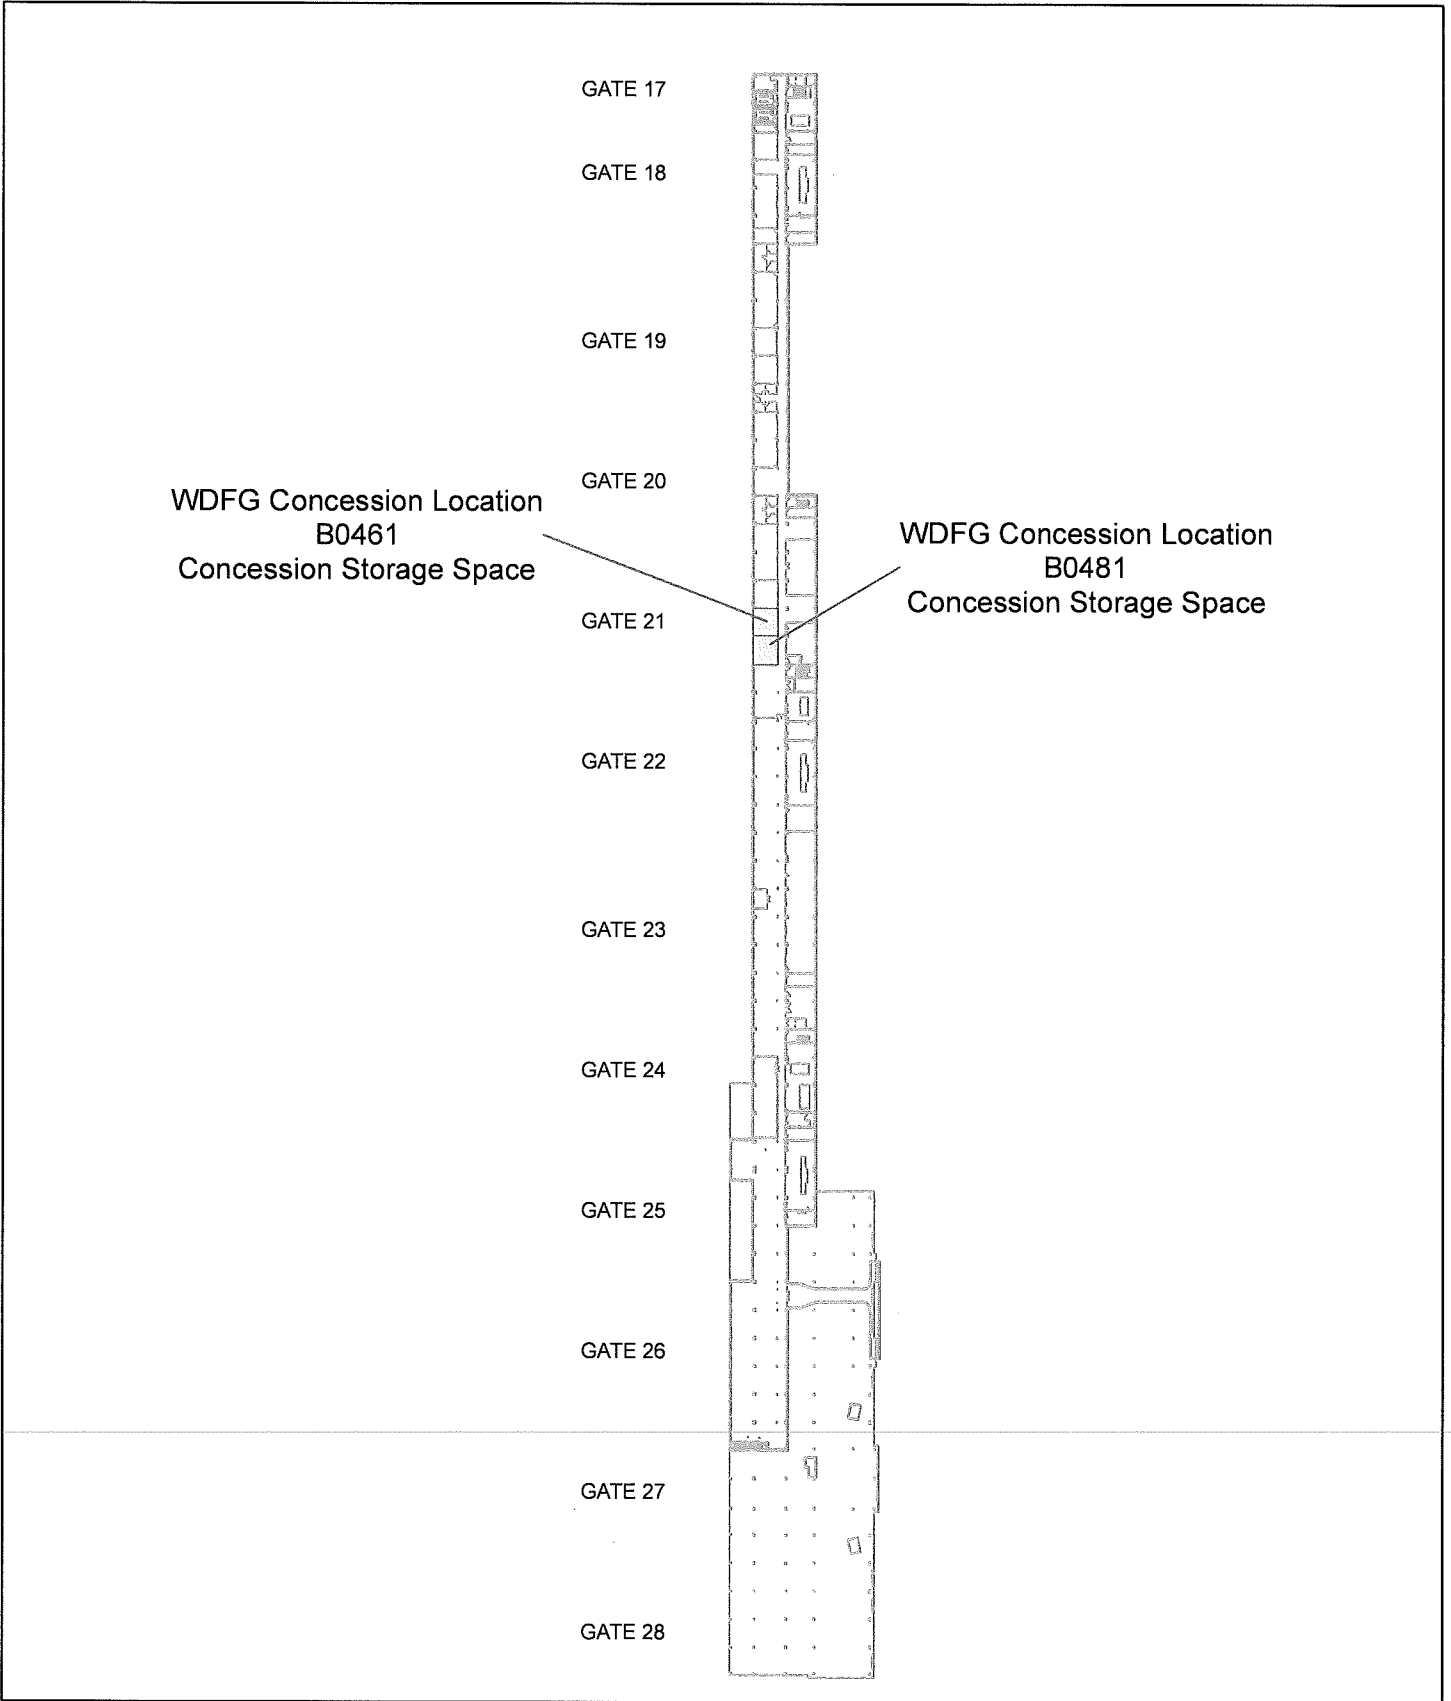 GATE 17
GATE 18
GATE 19
GATE 20
WDFG Concession Location
B0461
Concession Storage Space
WDFG Concession Location
B0481
Concession Storage Space
GATE 21
GATE 22
GATE 23
GATE 24
GATE 25
GATE 26
GATE 27
GATE 28